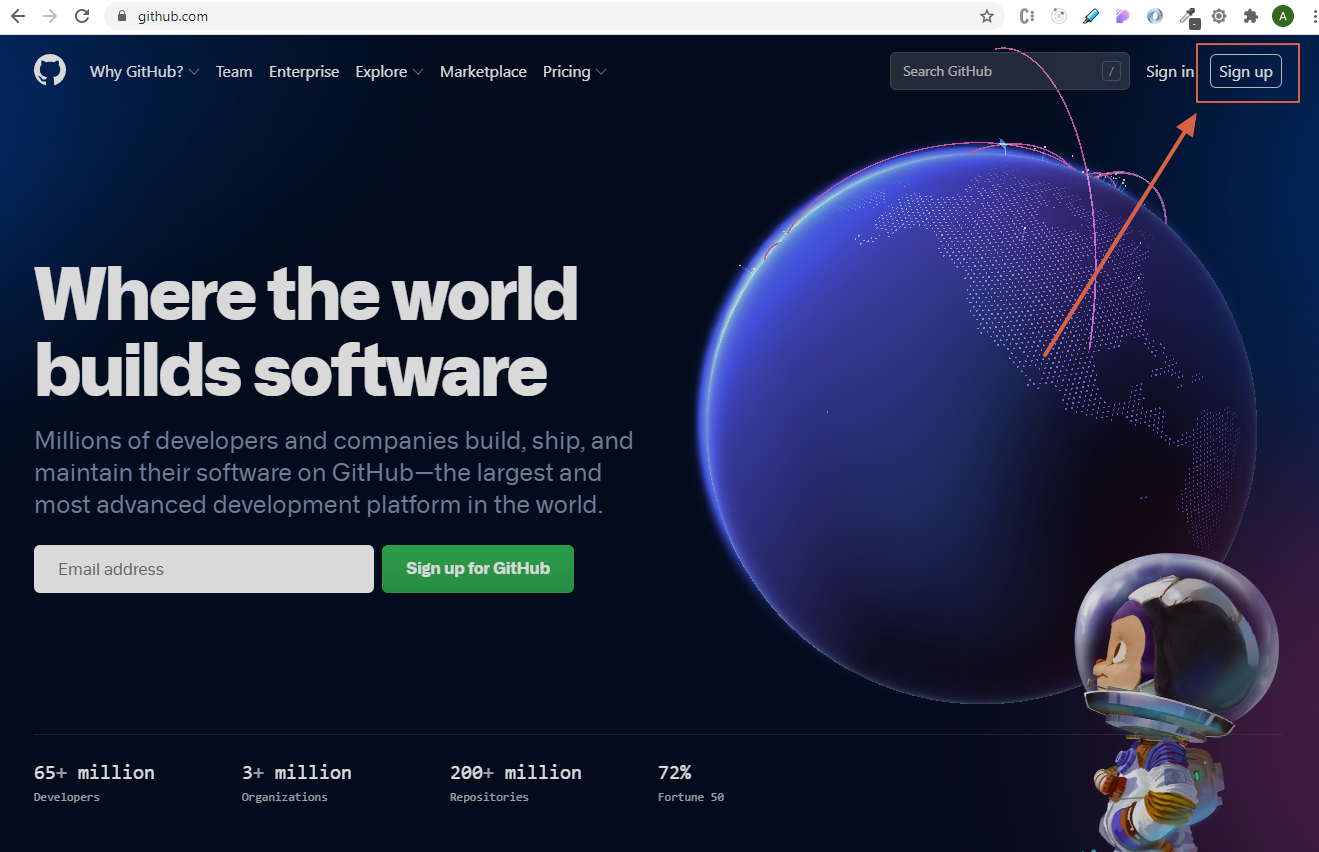 github.com
A
Why GitHub? Team Enterprise Explore Marketplace Pricing
Search GitHub /
Sign in
Sign up
Where the world
builds software
Millions of developers and companies build, ship, and
maintain their software on GitHub—the largest and
most advanced development platform in the world.
Email address
Sign up for GitHub
65+ million
Developers
3+ million
Organizations
200+ million
Repositories
72%
Fortune 50